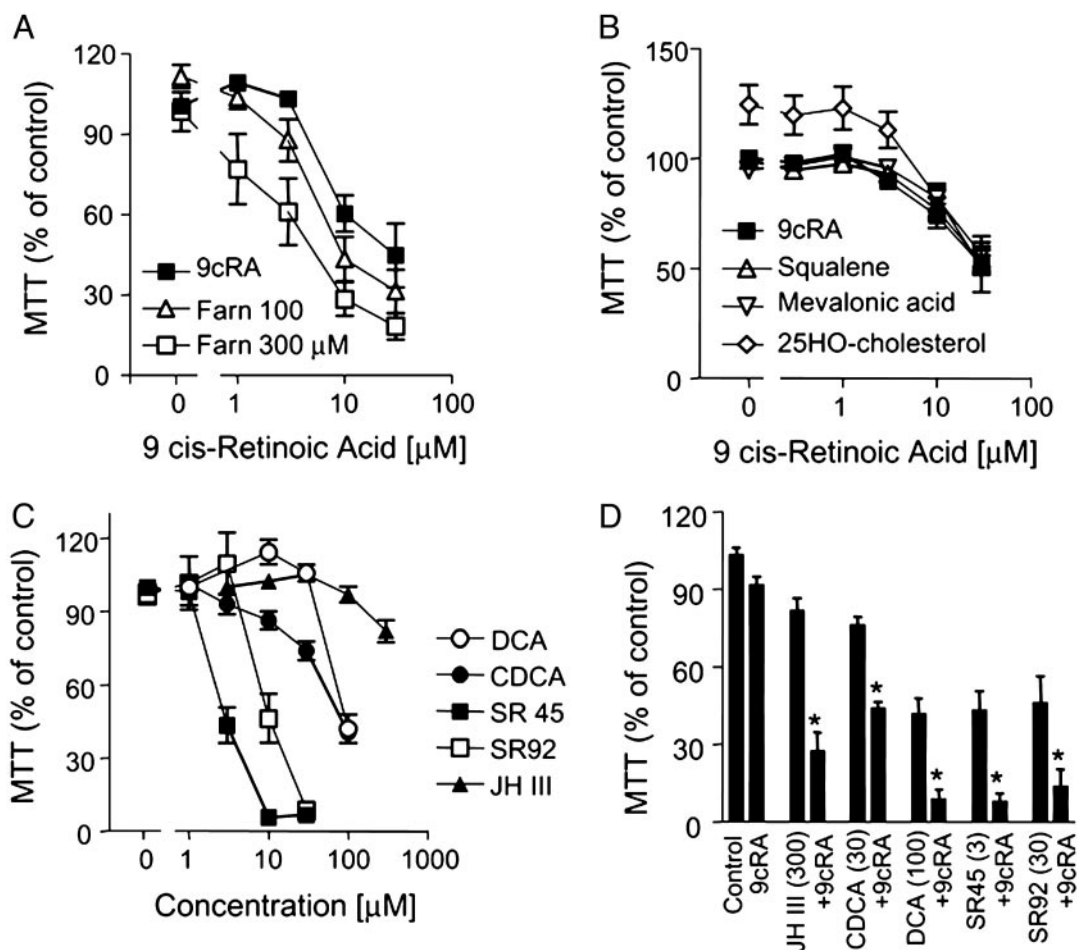 A
MTT (% of control)
120
90
60
30
0
9cRA
Farn 100
Farn 300 μM
0 1 10 100
9 cis-Retinoic Acid [μM]
B
MTT (% of control)
150
100
50
0
9cRA
Squalene
Mevalonic acid
25HO-cholesterol
0 1 10 100
9 cis-Retinoic Acid [μM]
C
MTT (% of control)
120
90
60
30
0
DCA
CDCA
SR 45
SR92
JH III
0 1 10 100 1000
Concentration [μM]
D
MTT (% of control)
120
90
60
30
0
* * * * *
Control
9cRA
JH III (300)
+9cRA
CDCA (30)
+9cRA
DCA (100)
+9cRA
SR45 (3)
+9cRA
SR92 (30)
+9cRA